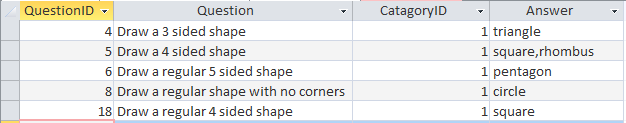 QuestionID Question CatagoryID Answer
4 Draw a 3 sided shape 1 triangle
5 Draw a 4 sided shape 1 square,rhombus
6 Draw a regular 5 sided shape 1 pentagon
8 Draw a regular shape with no corners 1 circle
18 Draw a regular 4 sided shape 1 square